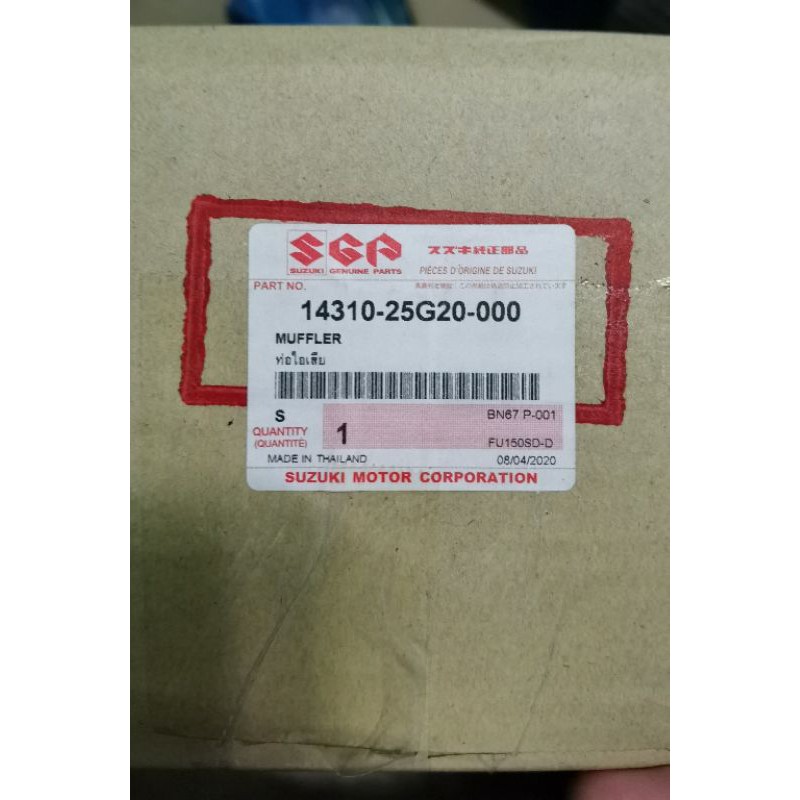 SGP
SUZUKI GENUINE PARTS
スズキ純正部品
PIÈCES D'ORIGINE DE SUZUKI
PART NO.
14310-25G20-000
MUFFLER
ท่อไอเสีย
S
BN67 P-001
QUANTITY
(QUANTITÉ)
1
FU150SD-D
MADE IN THAILAND
08/04/2020
SUZUKI MOTOR CORPORATION